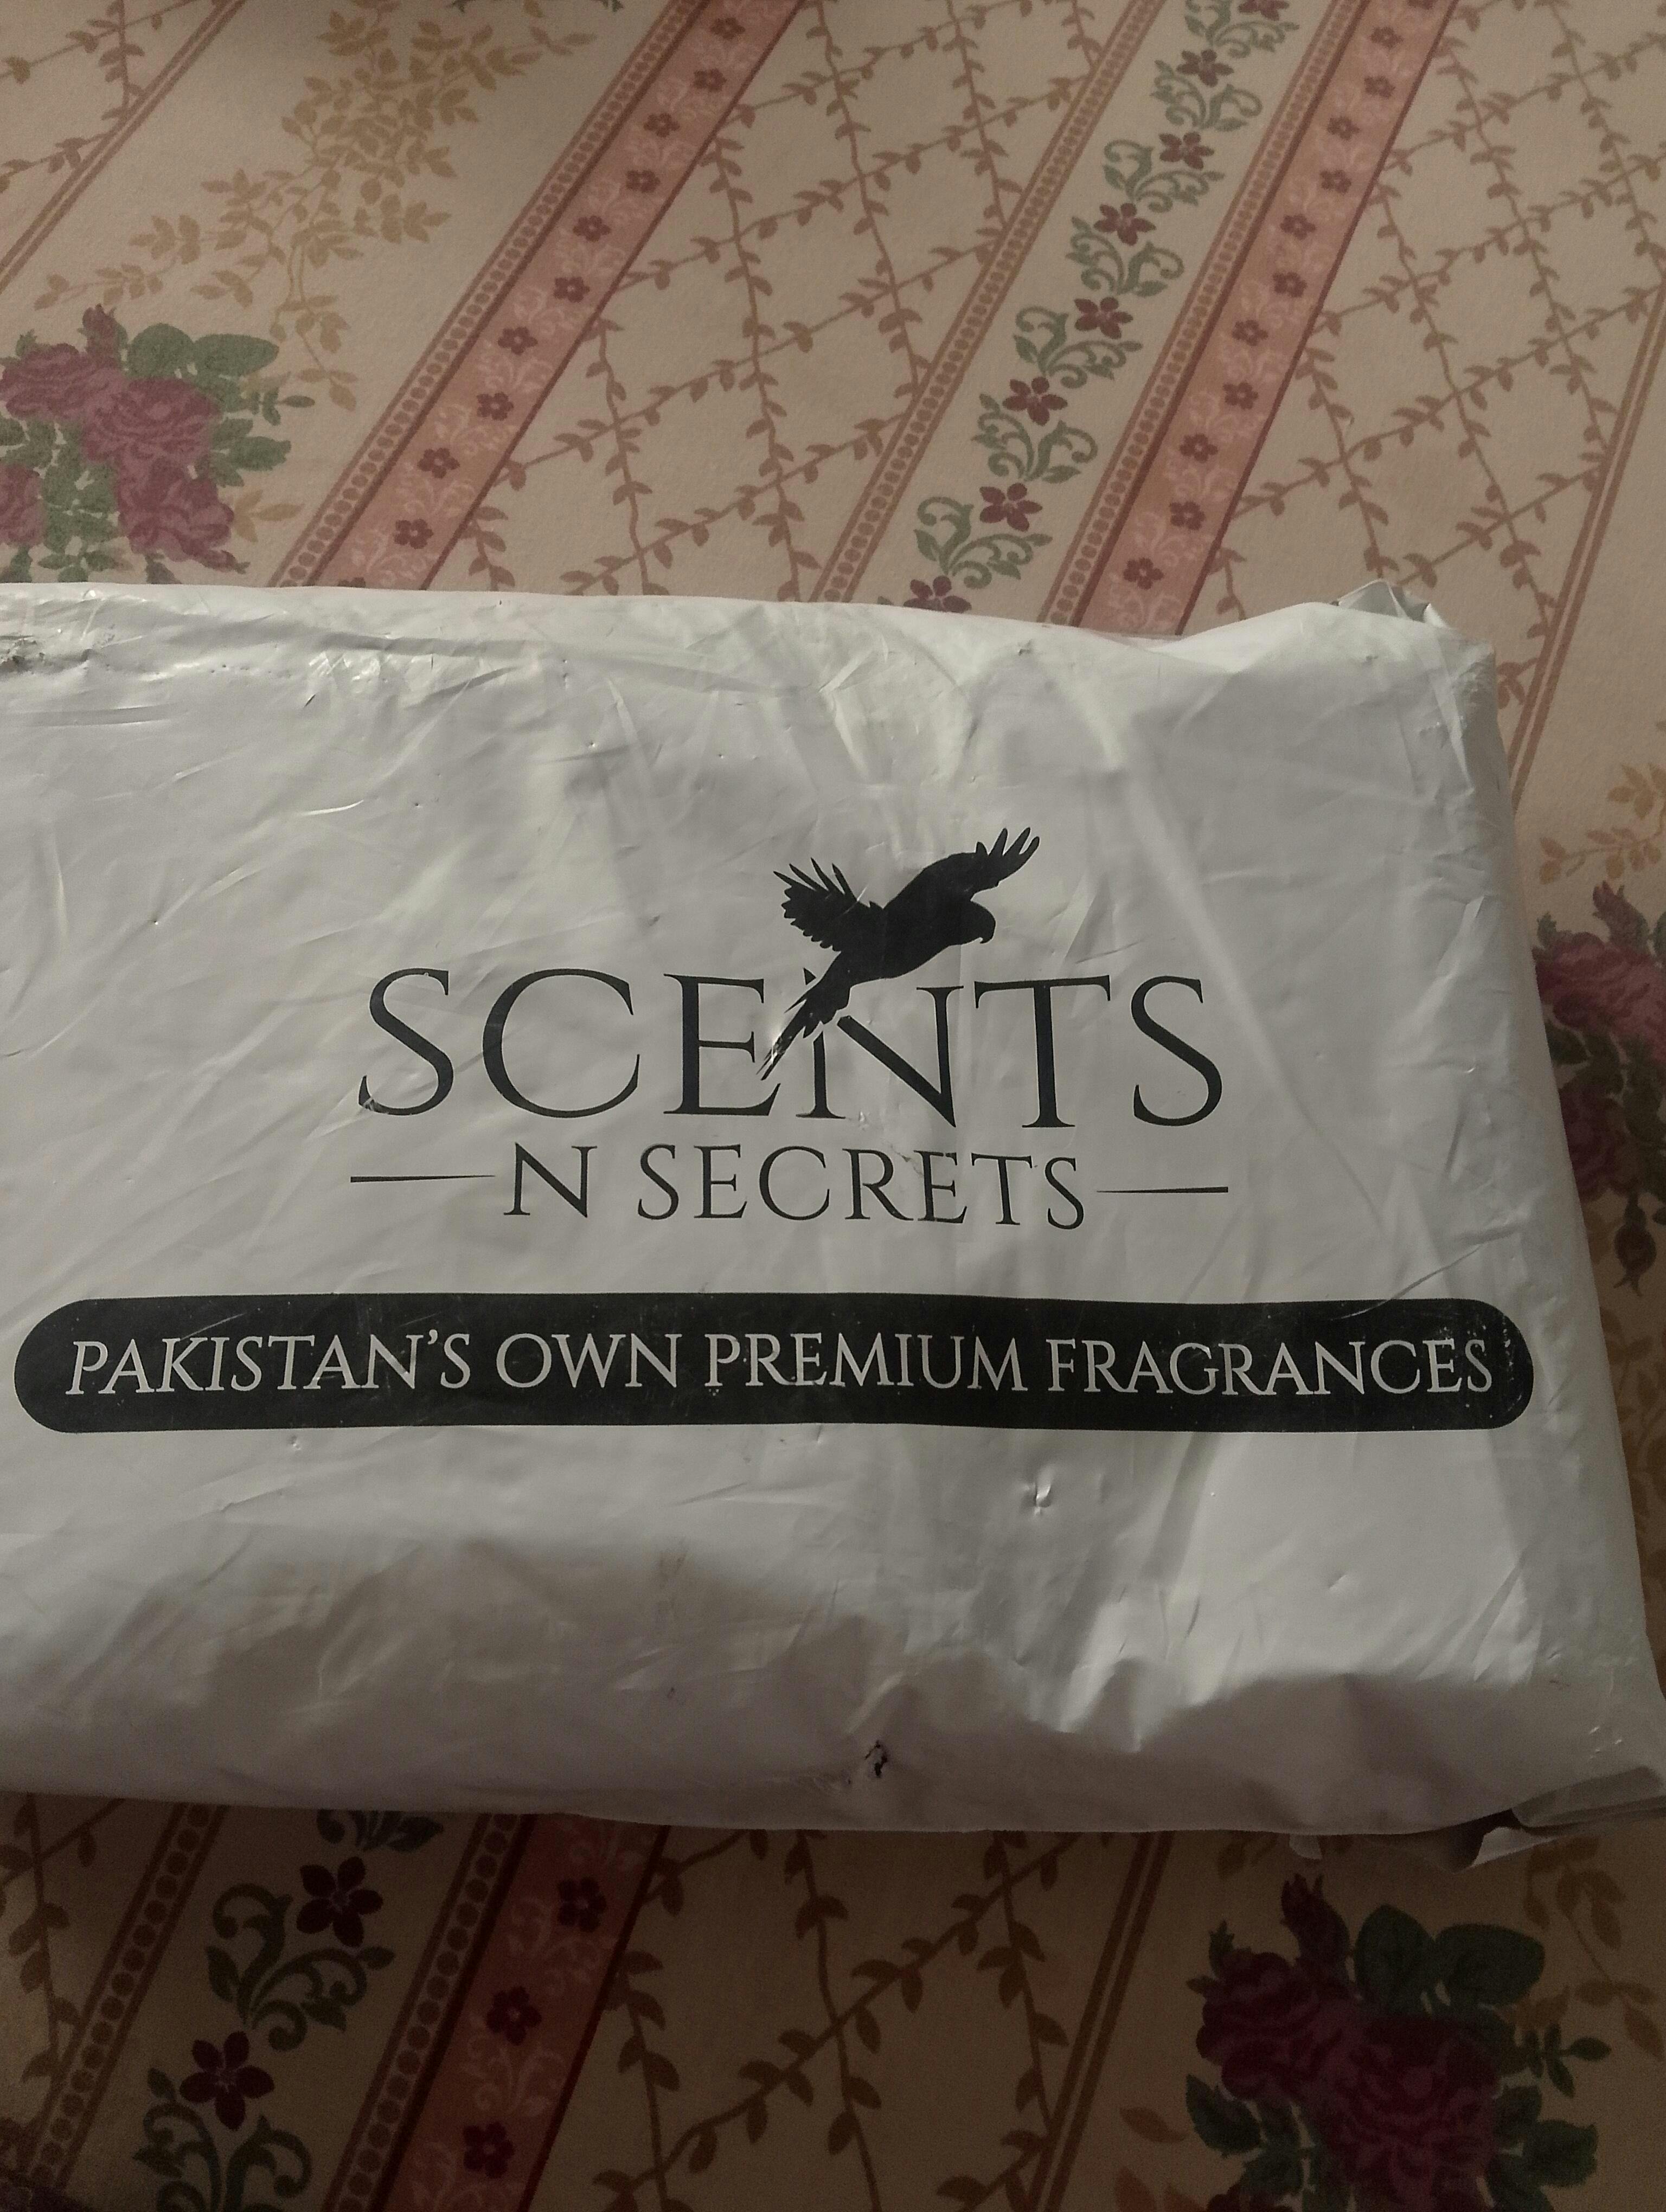 SCENTS
N SECRETS
PAKISTAN'S OWN PREMIUM FRAGRANCES